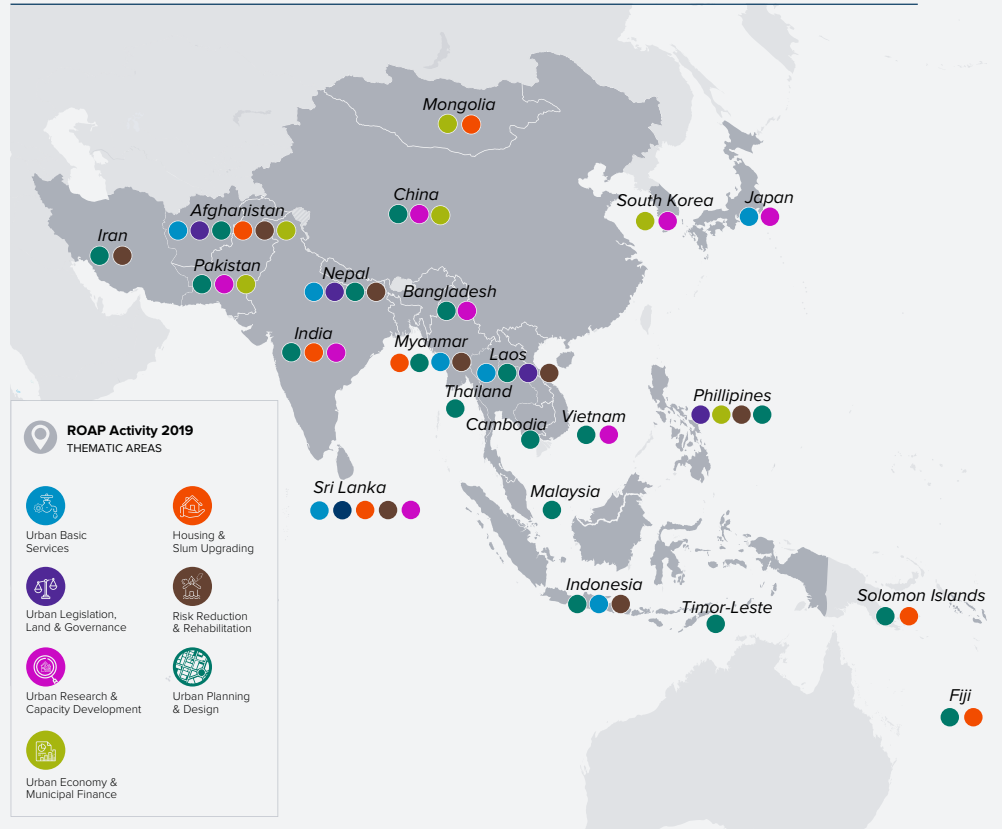 Mongolia
China
South Korea
Japan
Afghanistan
Iran
Pakistan
Nepal
Bangladesh
India
Myanmar
Laos
Thailand
Phillipines
Cambodia
Vietnam
Sri Lanka
Malaysia
Indonesia
Timor-Leste
Solomon Islands
Fiji
ROAP Activity 2019
THEMATIC AREAS
Urban Basic
Services
Housing &
Slum Upgrading
Urban Legislation,
Land & Governance
Risk Reduction
& Rehabilitation
Urban Research &
Capacity Development
Urban Planning
& Design
Urban Economy &
Municipal Finance